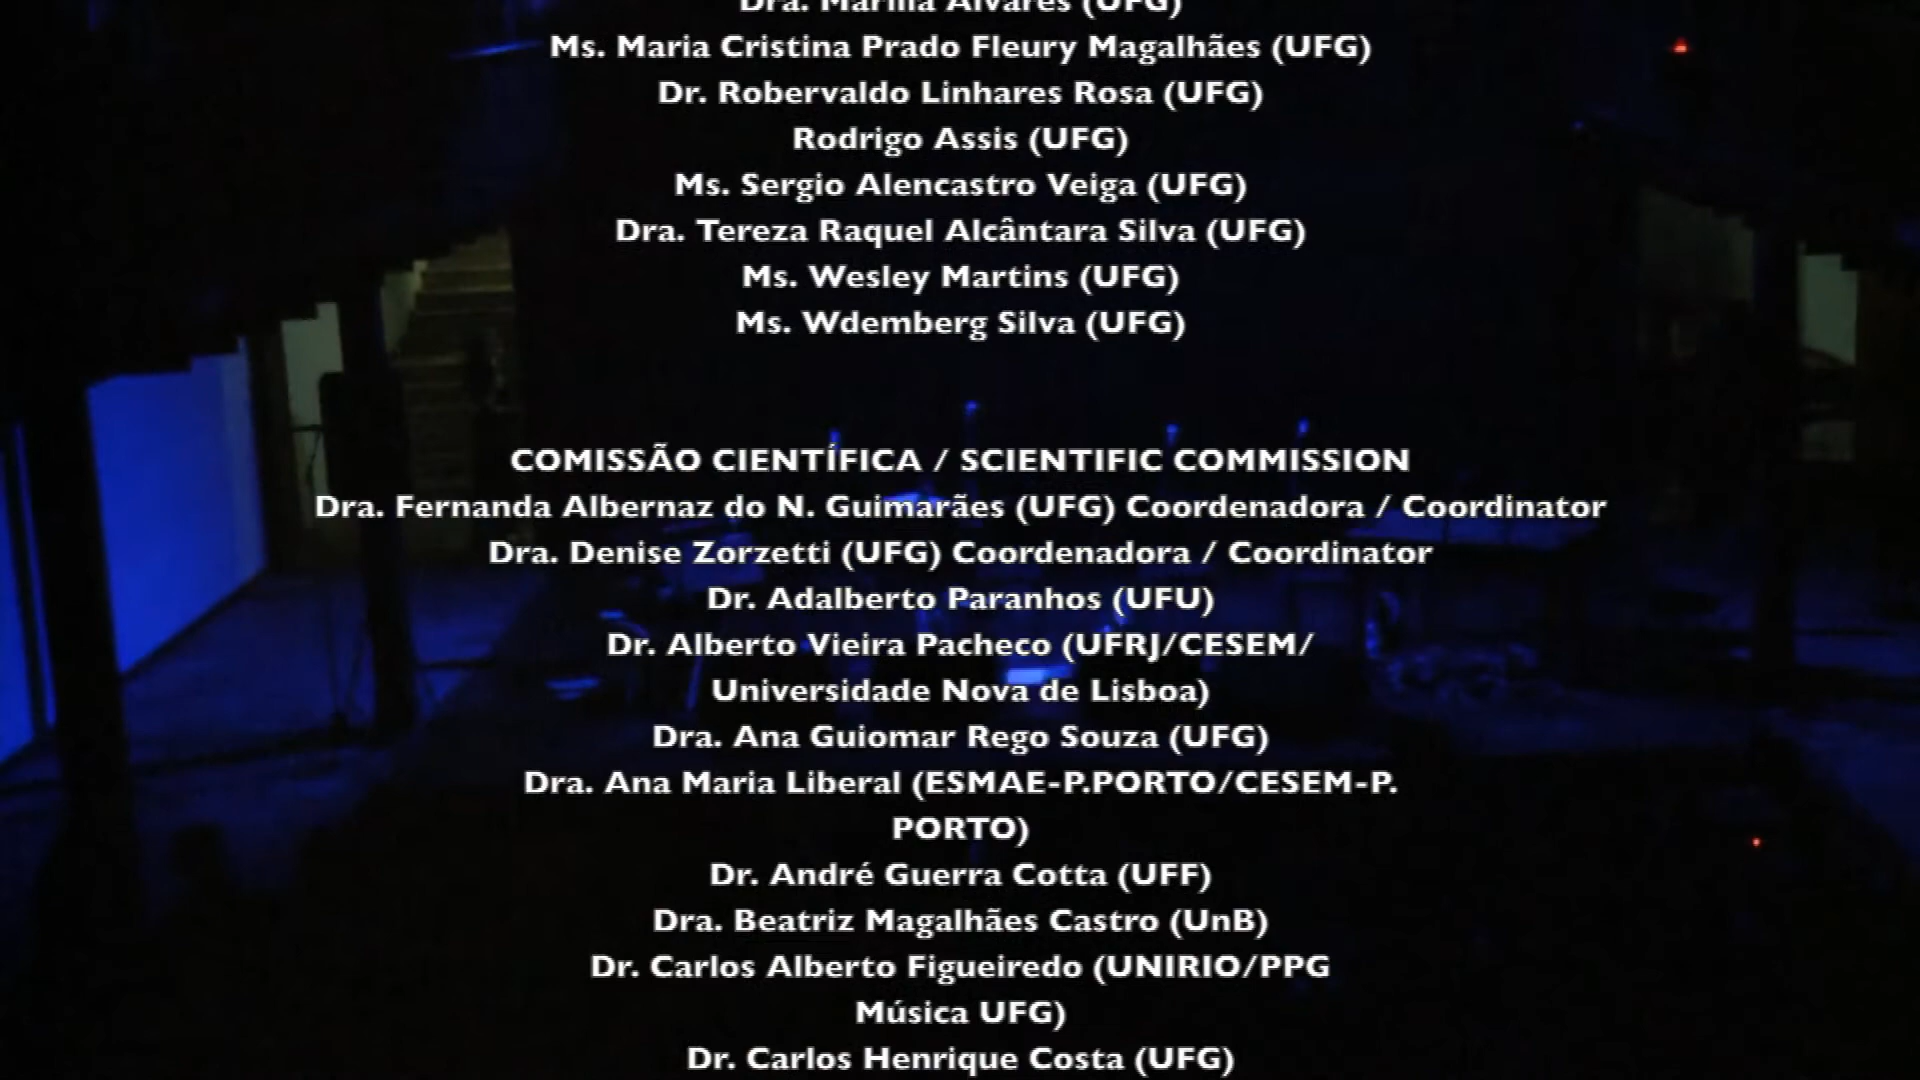 Dra. Marília Alvares (UFG)
Ms. Maria Cristina Prado Fleury Magalhães (UFG)
Dr. Robervaldo Linhares Rosa (UFG)
Rodrigo Assis (UFG)
Ms. Sergio Alencastro Veiga (UFG)
Dra. Tereza Raquel Alcântara Silva (UFG)
Ms. Wesley Martins (UFG)
Ms. Wdemberg Silva (UFG)
COMISSÃO CIENTÍFICA / SCIENTIFIC COMMISSION
Dra. Fernanda Albernaz do N. Guimarães (UFG) Coordenadora / Coordinator
Dra. Denise Zorzetti (UFG) Coordenadora / Coordinator
Dr. Adalberto Paranhos (UFU)
Dr. Alberto Vieira Pacheco (UFRJ/CESEM/
Universidade Nova de Lisboa)
Dra. Ana Guiomar Rego Souza (UFG)
Dra. Ana Maria Liberal (ESMAE-P.PORTO/CESEM-P.
PORTO)
Dr. André Guerra Cotta (UFF)
Dra. Beatriz Magalhães Castro (UnB)
Dr. Carlos Alberto Figueiredo (UNIRIO/PPG
Música UFG)
Dr. Carlos Henrique Costa (UFG)